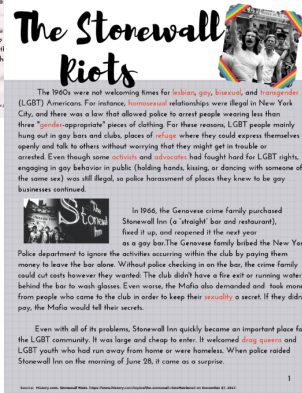 The Stonewall
Riots
The 1960s were not welcoming times for lesbian, gay, bisexual, and transgender
(LGBT) Americans. For instance, homosexual relationships were illegal in New York
City, and there was a law that allowed police to arrest people wearing less than
three "gender-appropriate" pieces of clothing. For these reasons, LGBT people mainly
hung out in gay bars and clubs, places of refuge where they could express themselves
openly and talk to others without worrying that they might get in trouble or
arrested. Even though some activists and advocates had fought hard for LGBT rights,
engaging in gay behavior in public (holding hands, kissing, or dancing with someone of
the same sex) was still illegal, so police harassment of places they knew to be gay
businesses continued.
In 1966, the Genovese crime family purchased
Stonewall Inn (a "straight" bar and restaurant),
fixed it up, and reopened it the next year
as a gay bar.The Genovese family bribed the New Yor
Police department to ignore the activities occurring within the club by paying them
money to leave the bar alone. Without police checking in on the bar, the crime family
could cut costs however they wanted: The club didn't have a fire exit or running water
behind the bar to wash glasses. Even worse, the Mafia also demanded and took mone
from people who came to the club in order to keep their sexuality a secret. If they didn
pay, the Mafia would tell their secrets.
Even with all of its problems, Stonewall Inn quickly became an important place fo
the LGBT community. It was large and cheap to enter. It welcomed drag queens and
LGBT youth who had run away from home or were homeless. When police raided
Stonewall Inn on the morning of June 28, it came as a surprise.
1